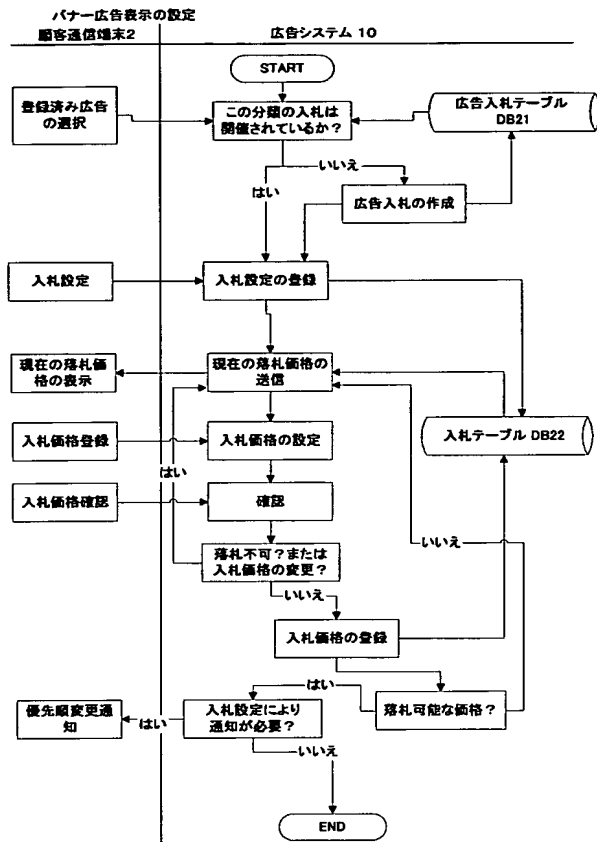 バナー広告表示の設定
顧客通信端末2
広告システム 10
START
登録済み広告
の選択
この分類の入札は
開催されているか？
広告入札テーブル
DB21
いいえ
はい
広告入札の作成
入札設定
入札設定の登録
現在の落札価
格の表示
現在の落札価格の
送信
入札価格登録
入札価格の設定
入札テーブル DB22
はい
入札価格確認
確認
落札不可？または
入札価格の変更？
いいえ
いいえ
入札価格の登録
はい
落札可能な価格？
優先順変更通
知
はい
入札設定により
通知が必要？
いいえ
END